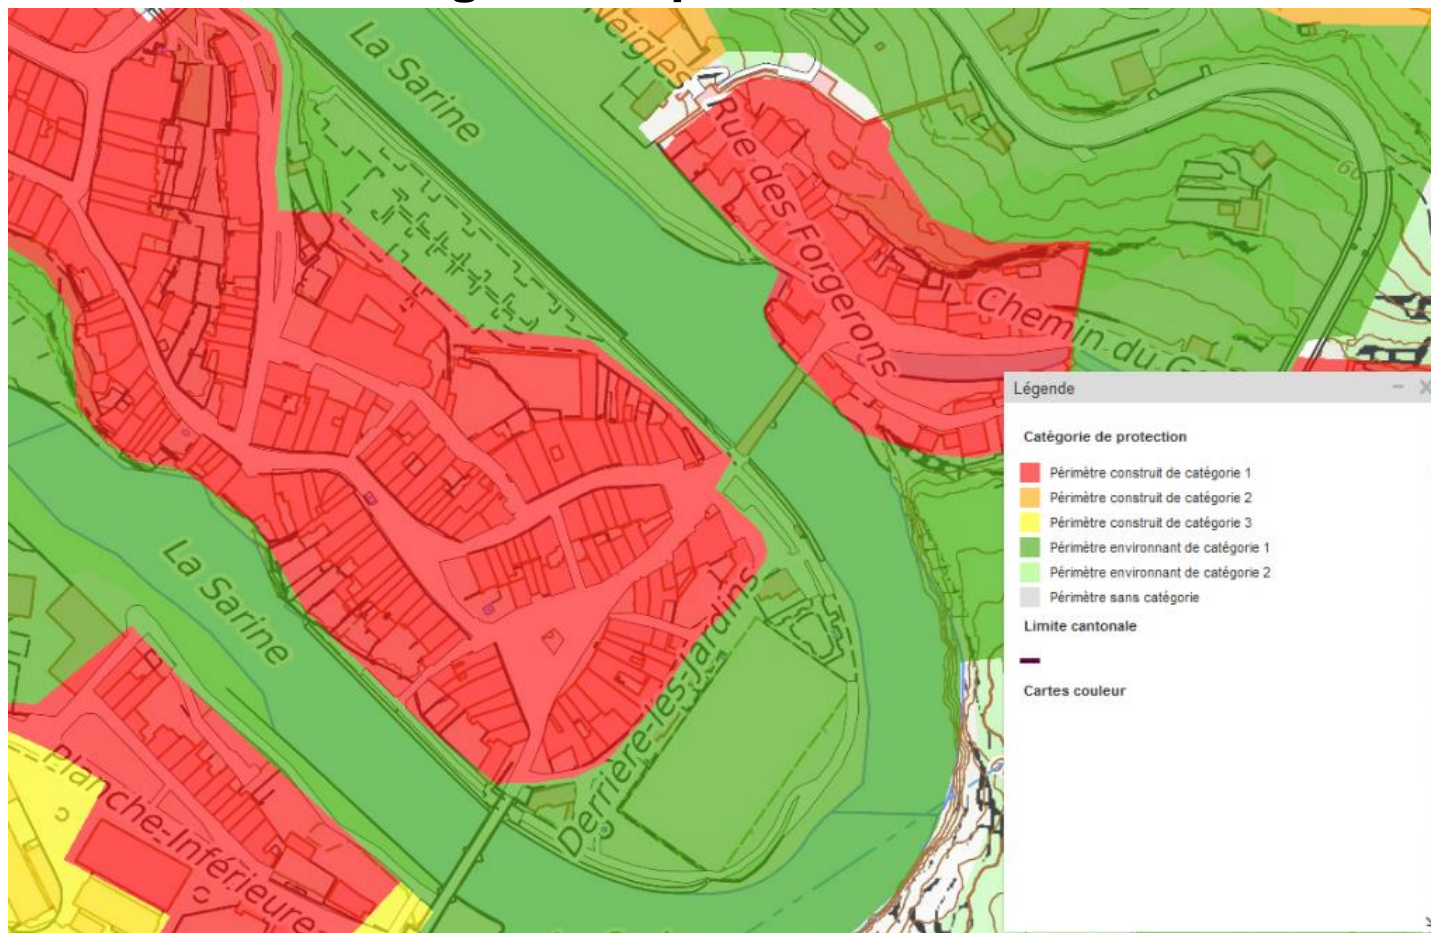 La Sarine
Neigles
Rue des Forgerons
60
Chemin du G
La Sarine
Derrière-les-Jardins
Planche-Inférieure
Légende
Catégorie de protection
Périmètre construit de catégorie 1
Périmètre construit de catégorie 2
Périmètre construit de catégorie 3
Périmètre environnant de catégorie 1
Périmètre environnant de catégorie 2
Périmètre sans catégorie
Limite cantonale
Cartes couleur